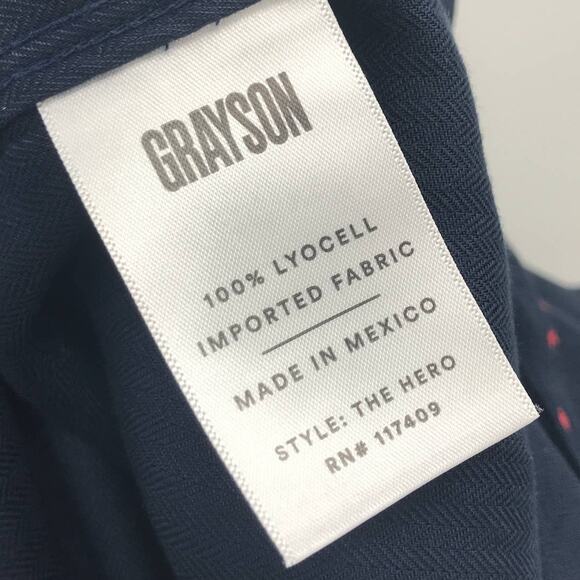 GRAYSON
100% LYOCELL
IMPORTED FABRIC
MADE IN MEXICO
STYLE: THE HERO
RN# 117409